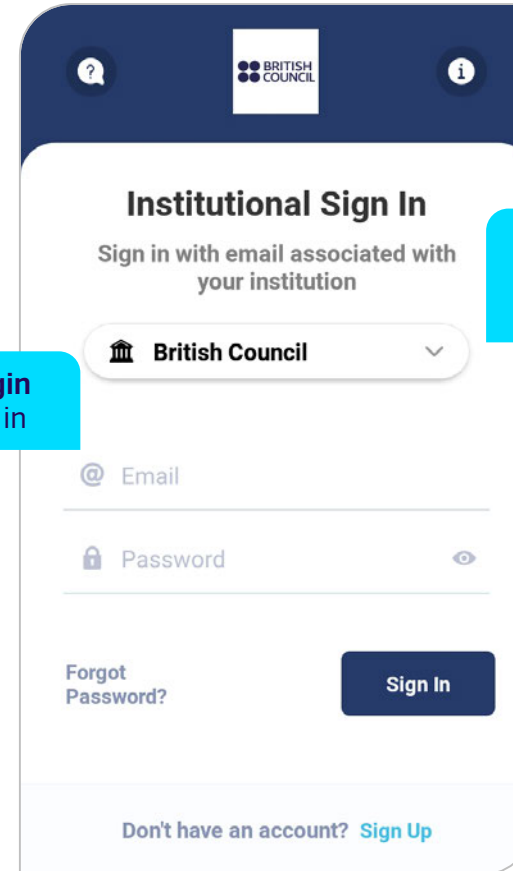 BRITISH
COUNCIL
Institutional Sign In
Sign in with email associated with
your institution
British Council
in
@ Email
Password
Forgot
Password?
Sign In
Don't have an account? Sign Up